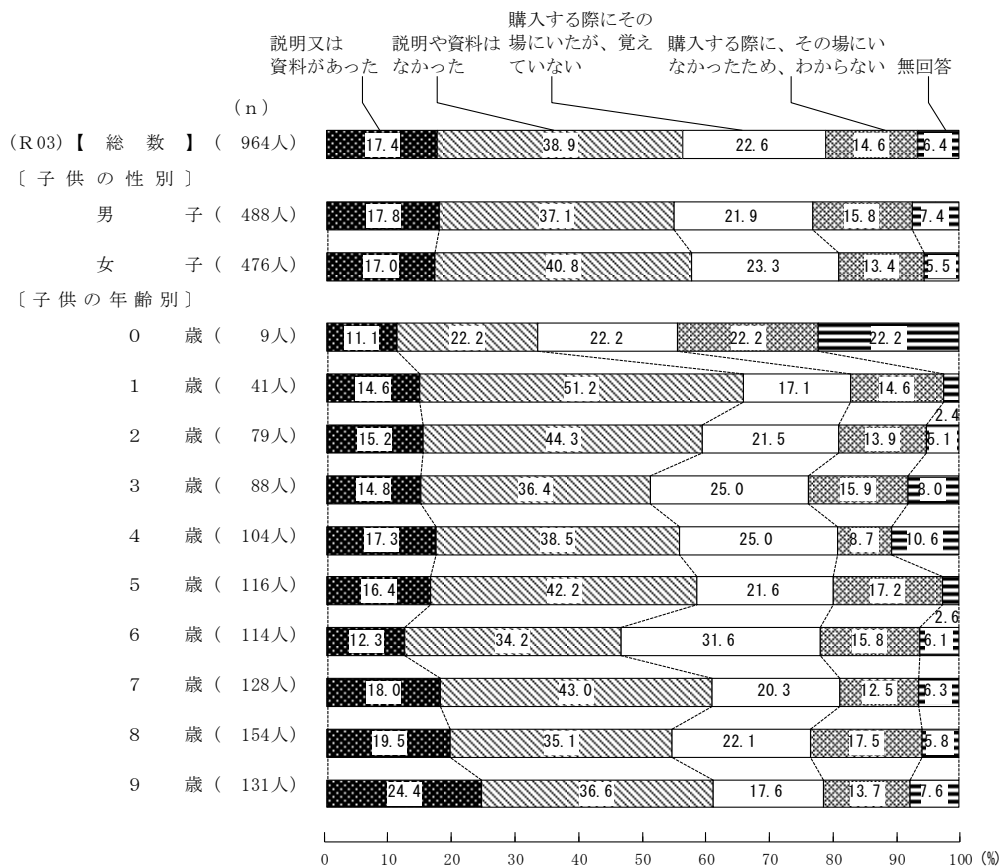 説明又は
資料があった
説明や資料は
なかった
購入する際にその
場にいたが、覚え
ていない
購入する際に、その場にい
なかったため、わからない
無回答
(n)
(R03)【 総 数 】( 964人) 17.4 38.9 22.6 14.6 6.4
〔子供の性別〕
男 子( 488人) 17.8 37.1 21.9 15.8 7.4
女 子( 476人) 17.0 40.8 23.3 13.4 5.5
〔子供の年齢別〕
0 歳( 9人) 11.1 22.2 22.2 22.2 22.2
1 歳( 41人) 14.6 51.2 17.1 14.6 2.4
2 歳( 79人) 15.2 44.3 21.5 13.9 5.1
3 歳( 88人) 14.8 36.4 25.0 15.9 8.0
4 歳( 104人) 17.3 38.5 25.0 8.7 10.6
5 歳( 116人) 16.4 42.2 21.6 17.2 2.6
6 歳( 114人) 12.3 34.2 31.6 15.8 6.1
7 歳( 128人) 18.0 43.0 20.3 12.5 6.3
8 歳( 154人) 19.5 35.1 22.1 17.5 5.8
9 歳( 131人) 24.4 36.6 17.6 13.7 7.6
0 10 20 30 40 50 60 70 80 90 100 (%)